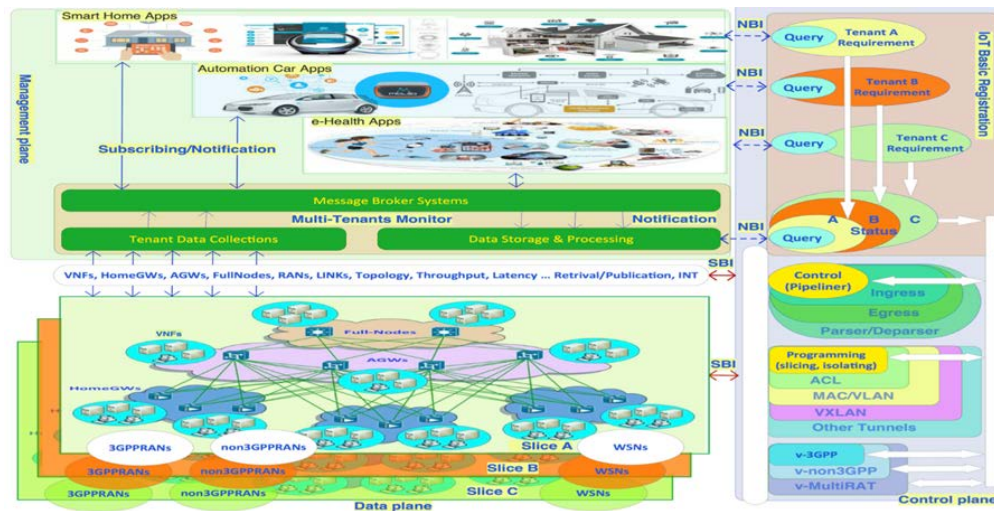 Smart Home Apps
Automation Car Apps
e-Health Apps
Management plane
Subscribing/Notification
Message Broker Systems
Multi-Tenants Monitor
Notification
Tenant Data Collections
Data Storage & Processing
VNFs, HomeGWs, AGWs, FullNodes, RANs, LINKs, Topology, Throughput, Latency ... Retrival/Publication, INT
Full-Nodes
VNFs
AGWs
HomeGWs
Slice A
3GPPRANs
non3GPPRANs
WSNs
Slice B
3GPPRANs
non3GPPRANs
WSNs
Slice C
3GPPRANs
non3GPPRANs
WSNs
Data plane
NBI
NBI
NBI
NBI
SBI
SBI
Query
Tenant A
Requirement
Query
Tenant B
Requirement
Query
Tenant C
Requirement
IoT Basic Registration
A
B
C
Status
Query
Control
(Pipeliner)
Ingress
Egress
Parser/Deparser
Programming
(slicing, isolating)
ACL
MAC/VLAN
VXLAN
Other Tunnels
v-3GPP
v-non3GPP
v-MultiRAT
Control plane